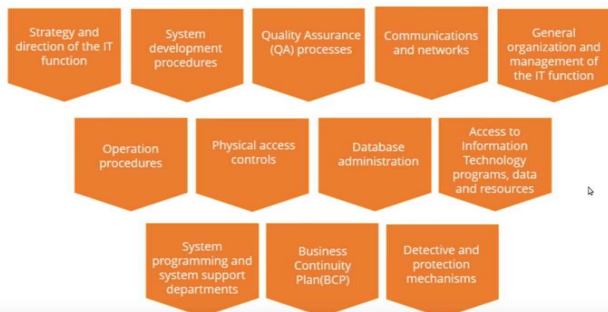 Strategy and
direction of the IT
function
System
development
procedures
Quality Assurance
(QA) processes
Communications
and networks
General
organization and
management of
the IT function
Operation
procedures
Physical access
controls
Database
administration
Access to
Information
Technology
programs, data
and resources
System
programming and
system support
departments
Business
Continuity
Plan(BCP)
Detective and
protection
mechanisms